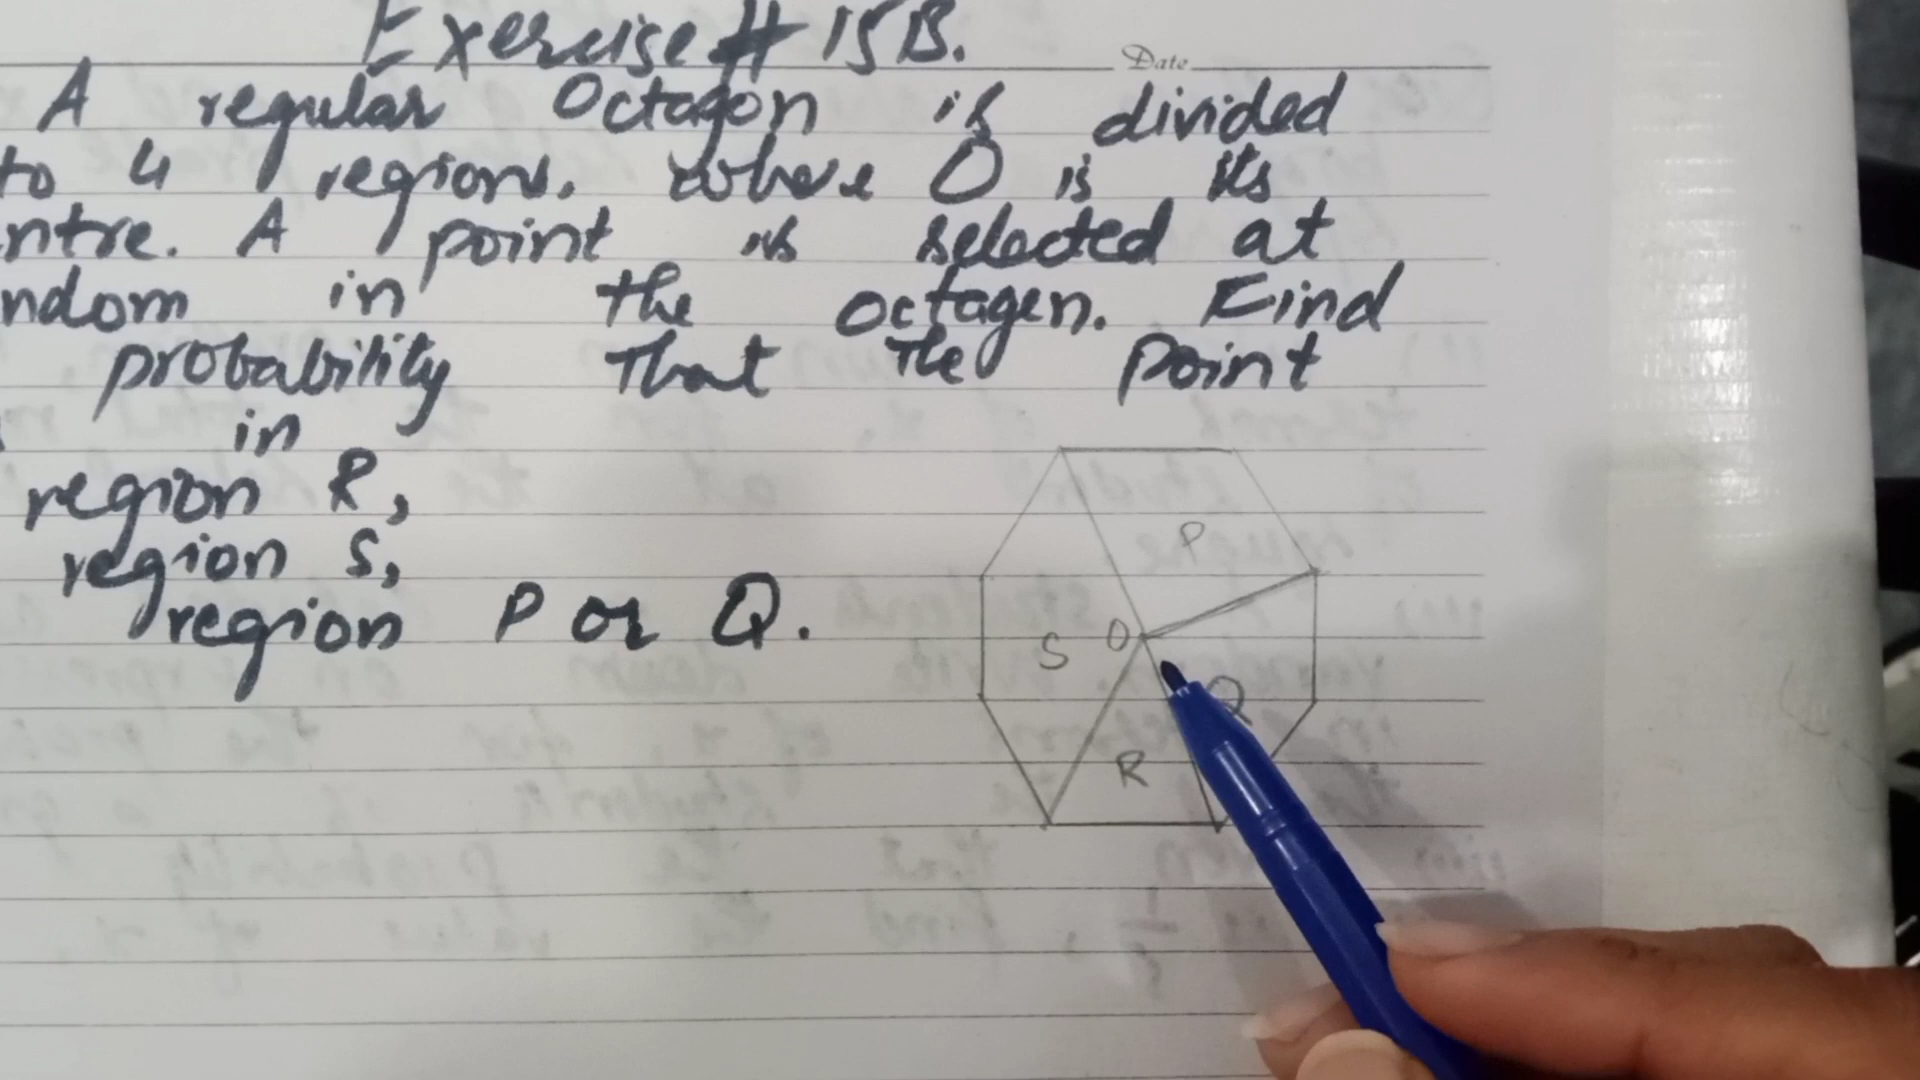 Exercise # 15B.
Date
A regular Octagon is divided
to 4 regions. where O is its
ntre. A point is selected at
ndom in the octagen. Find
probability that the point
in
region R,
region S,
region P or Q.
P
S O
Q
R